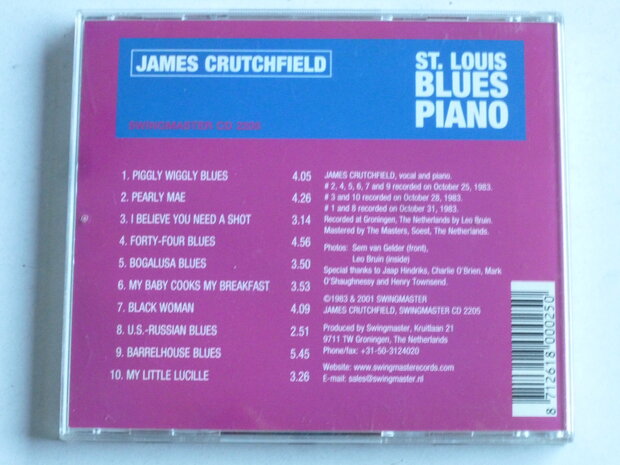 JAMES CRUTCHFIELD
ST. LOUIS
BLUES
PIANO
SWINGMASTER CD 2205
1. PIGGLY WIGGLY BLUES 4.05
2. PEARLY MAE 4.26
3. I BELIEVE YOU NEED A SHOT 3.14
4. FORTY-FOUR BLUES 4.56
5. BOGALUSA BLUES 3.50
6. MY BABY COOKS MY BREAKFAST 3.53
7. BLACK WOMAN 4.09
8. U.S.-RUSSIAN BLUES 2.51
9. BARRELHOUSE BLUES 5.45
10. MY LITTLE LUCILLE 3.26
JAMES CRUTCHFIELD, vocal and piano.
# 2, 4, 5, 6, 7 and 9 recorded on October 25, 1983.
# 3 and 10 recorded on October 28, 1983.
# 1 and 8 recorded on October 31, 1983.
Recorded at Groningen, The Netherlands by Leo Bruin.
Mastered by The Masters, Soest, The Netherlands.
Photos: Sem van Gelder (front),
Leo Bruin (inside)
Special thanks to Jaap Hindriks, Charlie O'Brien, Mark
O'Shaughnessy and Henry Townsend.
©1983 & 2001 SWINGMASTER
JAMES CRUTCHFIELD, SWINGMASTER CD 2205
Produced by Swingmaster, Kruitlaan 21
9711 TW Groningen, The Netherlands
Phone/fax: +31-50-3124020
Website: www.swingmasterrecords.com
E-mail: sales@swingmaster.nl
8 712618 000250